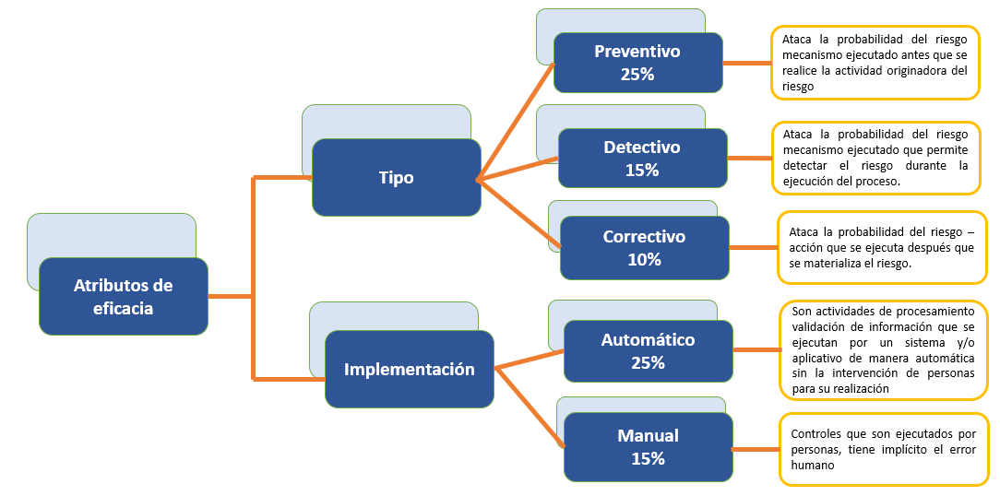 Atributos de
eficacia
Tipo
Preventivo
25%
Ataca la probabilidad del riesgo
mecanismo ejecutado antes que se
realice la actividad originadora del
riesgo
Detectivo
15%
Ataca la probabilidad del riesgo
mecanismo ejecutado que permite
detectar el riesgo durante la
ejecución del proceso.
Correctivo
10%
Ataca la probabilidad del riesgo –
acción que se ejecuta después que
se materializa el riesgo.
Implementación
Automático
25%
Son actividades de procesamiento
validación de información que se
ejecutan por un sistema y/o
aplicativo de manera automática
sin la intervención de personas
para su realización
Manual
15%
Controles que son ejecutados por
personas, tiene implícito el error
humano